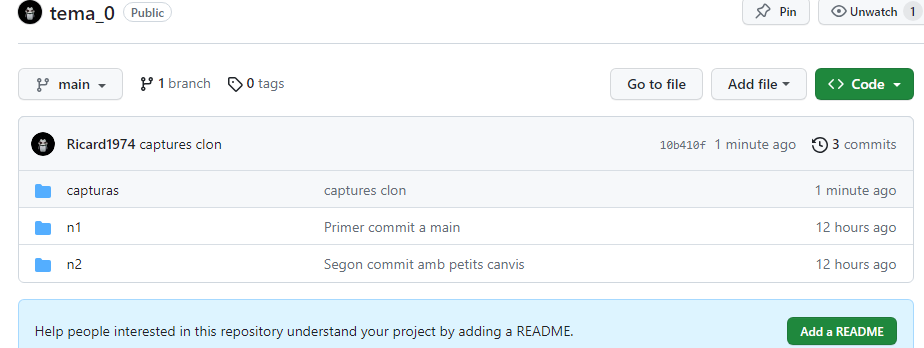 tema_0 Public Pin Unwatch 1
main 1 branch 0 tags Go to file Add file Code
Ricard1974 captures clon 10b410f 1 minute ago 3 commits
capturas captures clon 1 minute ago
n1 Primer commit a main 12 hours ago
n2 Segon commit amb petits canvis 12 hours ago
Help people interested in this repository understand your project by adding a README. Add a README